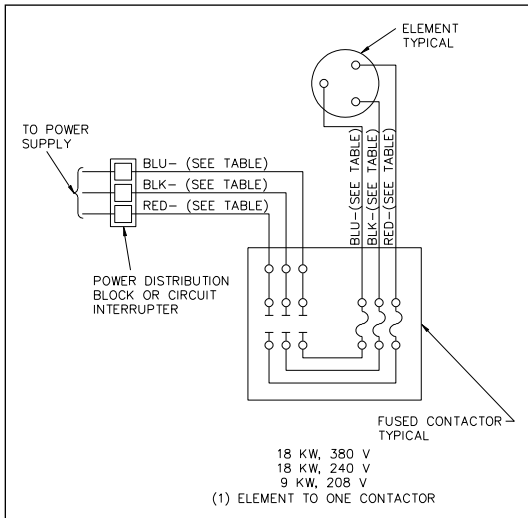 ELEMENT
TYPICAL
TO POWER
SUPPLY
BLU- (SEE TABLE)
BLK- (SEE TABLE)
RED- (SEE TABLE)
BLU-(SEE TABLE)
BLK-(SEE TABLE)
RED-(SEE TABLE)
POWER DISTRIBUTION
BLOCK OR CIRCUIT
INTERRUPTER
FUSED CONTACTOR
TYPICAL
18 KW, 380 V
18 KW, 240 V
9 KW, 208 V
(1) ELEMENT TO ONE CONTACTOR